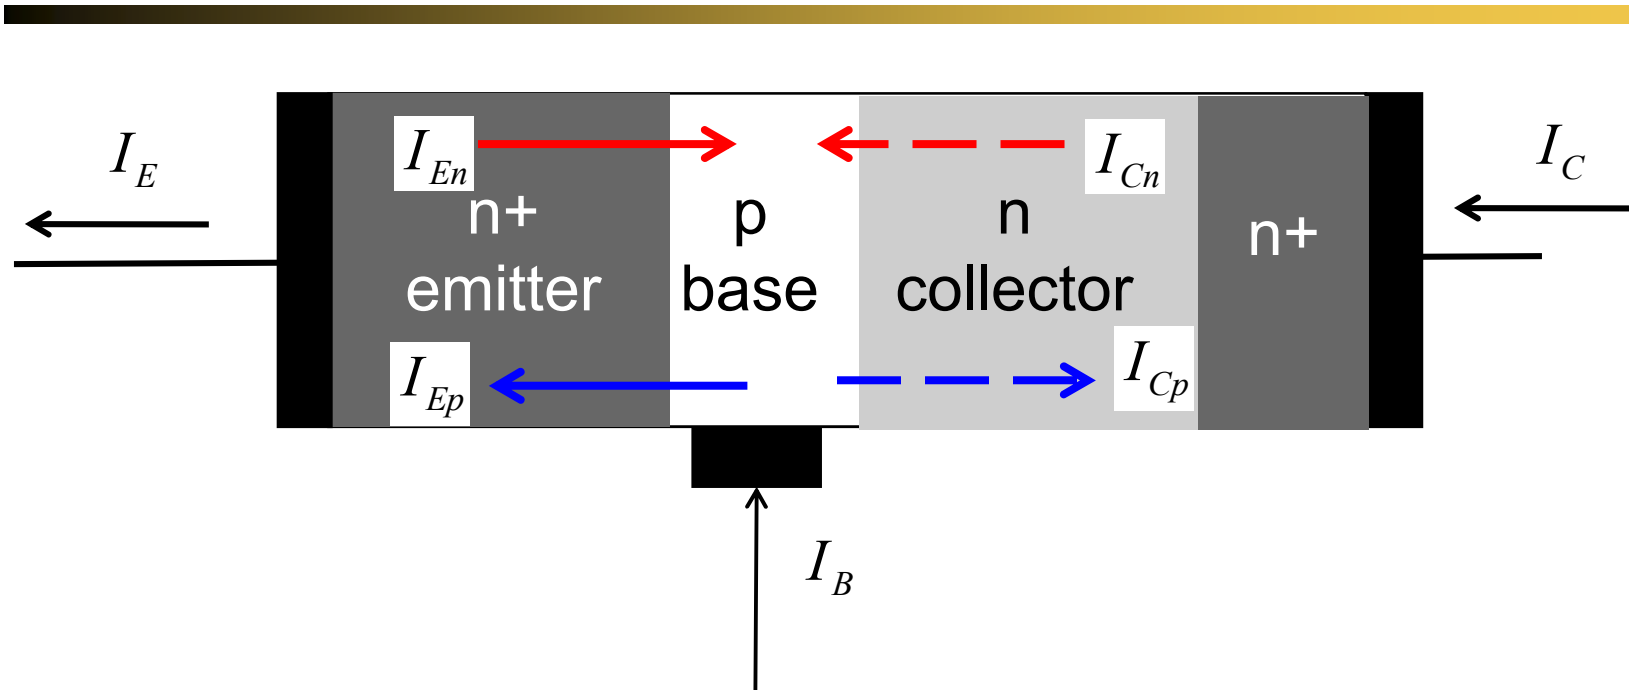 I_E
I_En
I_Cn
I_C
n+
emitter
p
base
n
collector
n+
I_Ep
I_Cp
I_B